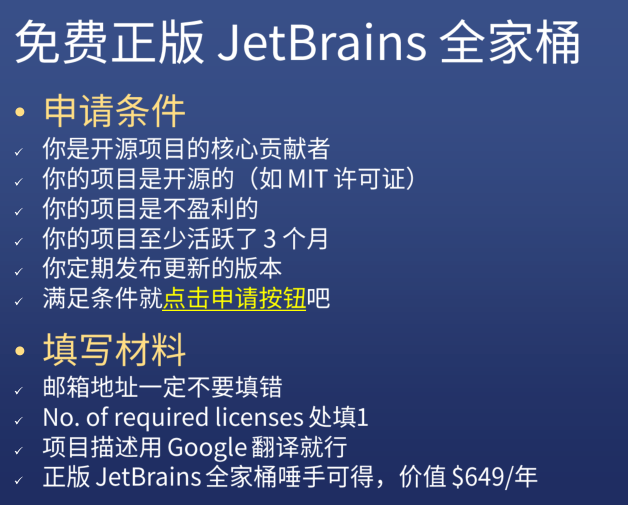 免费正版 JetBrains 全家桶
• 申请条件
✓ 你是开源项目的核心贡献者
✓ 你的项目是开源的（如 MIT 许可证）
✓ 你的项目是不盈利的
✓ 你的项目至少活跃了 3 个月
✓ 你定期发布更新的版本
✓ 满足条件就点击申请按钮吧
• 填写材料
✓ 邮箱地址一定不要填错
✓ No. of required licenses 处填1
✓ 项目描述用 Google 翻译就行
✓ 正版 JetBrains 全家桶唾手可得，价值 $649/年